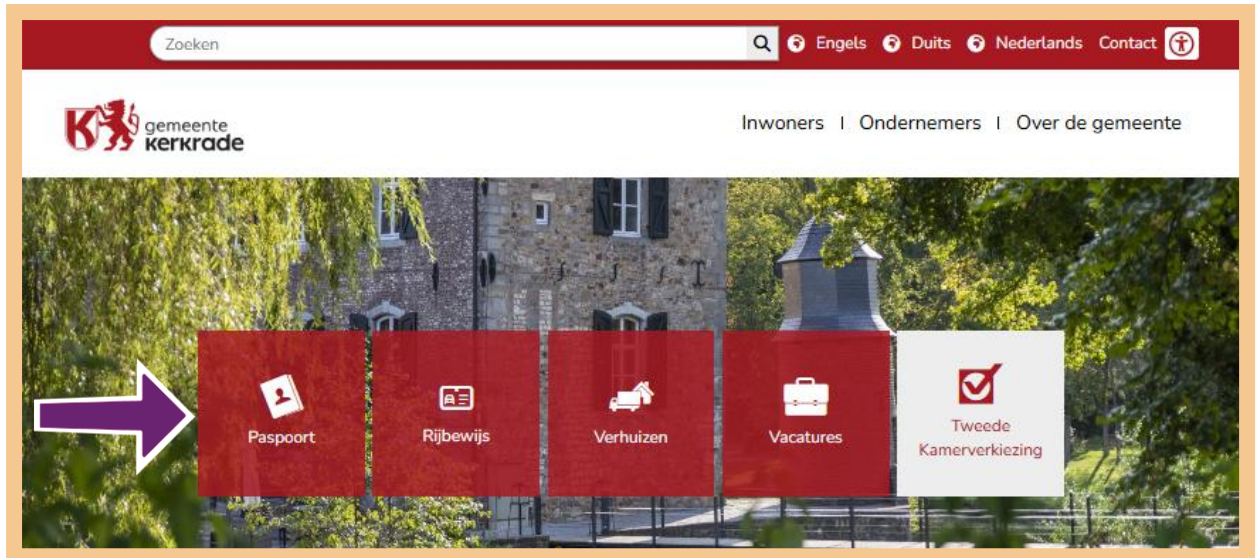 Zoeken
Engels Duits Nederlands Contact
gemeente
kerkrade
Inwoners I Ondernemers I Over de gemeente
Paspoort
Rijbewijs
Verhuizen
Vacatures
Tweede
Kamerverkiezing